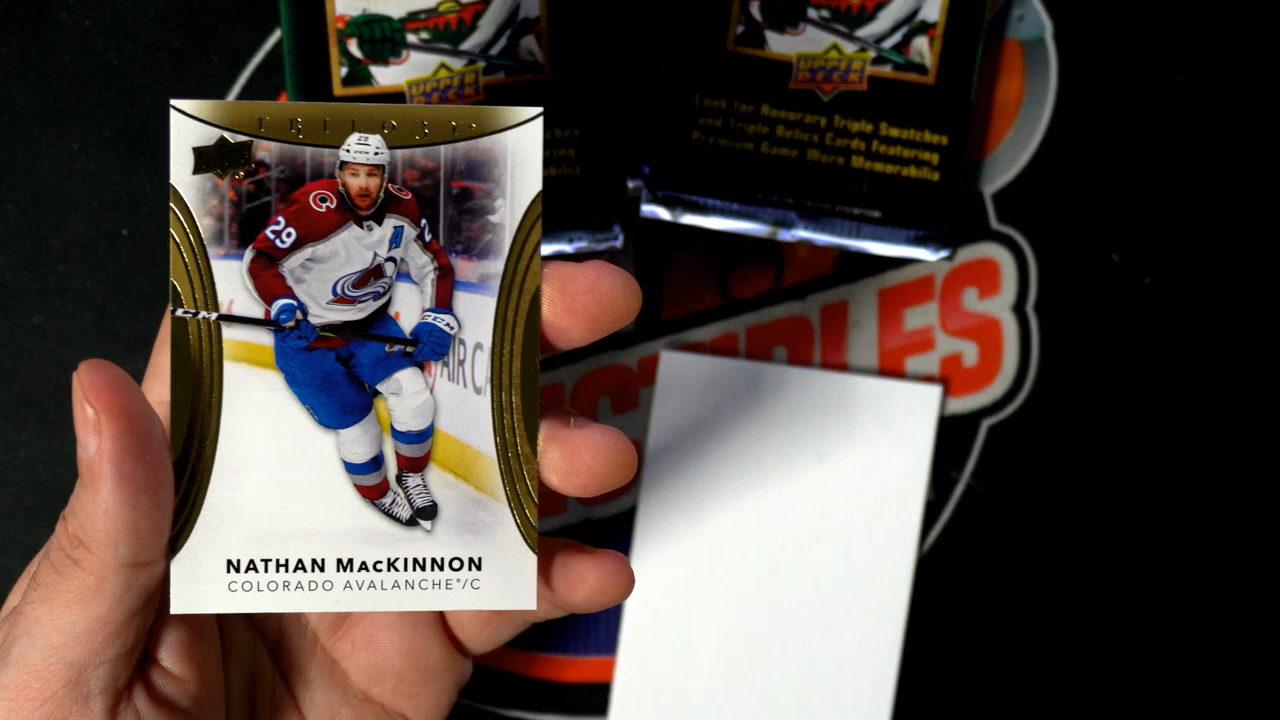 UPPER DECK
UPPER DECK
Look for Honorary Triple Swatches
and Triple Relics Cards Featuring
Premium Game Worn Memorabilia
TRILOGY
29
29
A
CCM
CCM
AIR CA
NATHAN MacKINNON
COLORADO AVALANCHE®/C